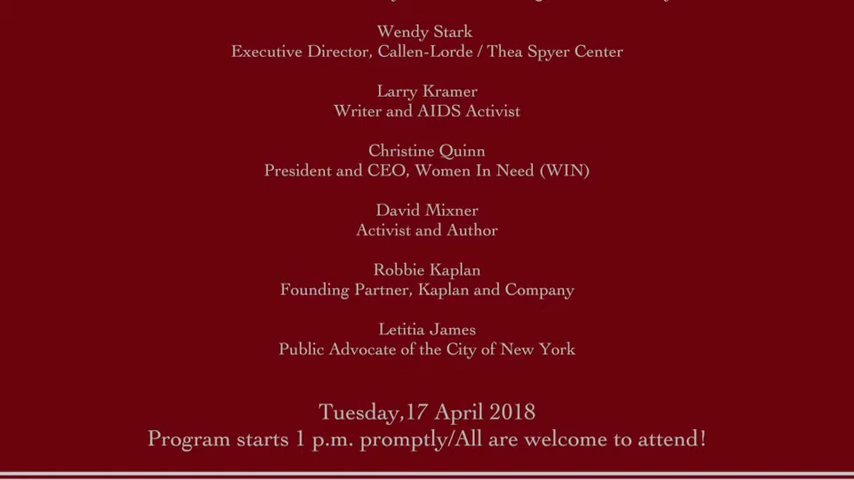 Wendy Stark
Executive Director, Callen-Lorde / Thea Spyer Center
Larry Kramer
Writer and AIDS Activist
Christine Quinn
President and CEO, Women In Need (WIN)
David Mixner
Activist and Author
Robbie Kaplan
Founding Partner, Kaplan and Company
Letitia James
Public Advocate of the City of New York
Tuesday,17 April 2018
Program starts 1 p.m. promptly/All are welcome to attend!